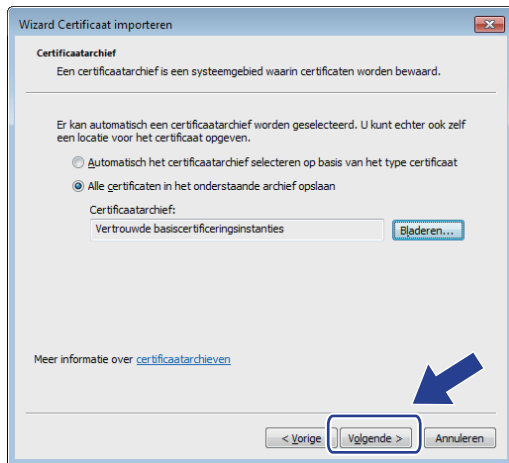 Wizard Certificaat importeren
Certificaatarchief
Een certificaatarchief is een systeemgebied waarin certificaten worden bewaard.
Er kan automatisch een certificaatarchief worden geselecteerd. U kunt echter ook zelf
een locatie voor het certificaat opgeven.
Automatisch het certificaatarchief selecteren op basis van het type certificaat
Alle certificaten in het onderstaande archief opslaan
Certificaatarchief:
Vertrouwde basiscertificeringsinstanties
Bladeren...
Meer informatie over certificaatarchieven
< Vorige
Volgende >
Annuleren